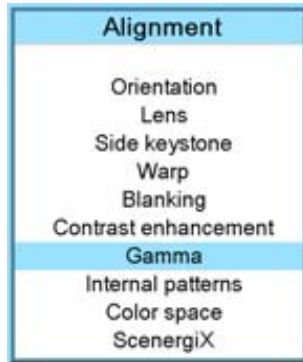 Alignment
Orientation
Lens
Side keystone
Warp
Blanking
Contrast enhancement
Gamma
Internal patterns
Color space
ScenergiX